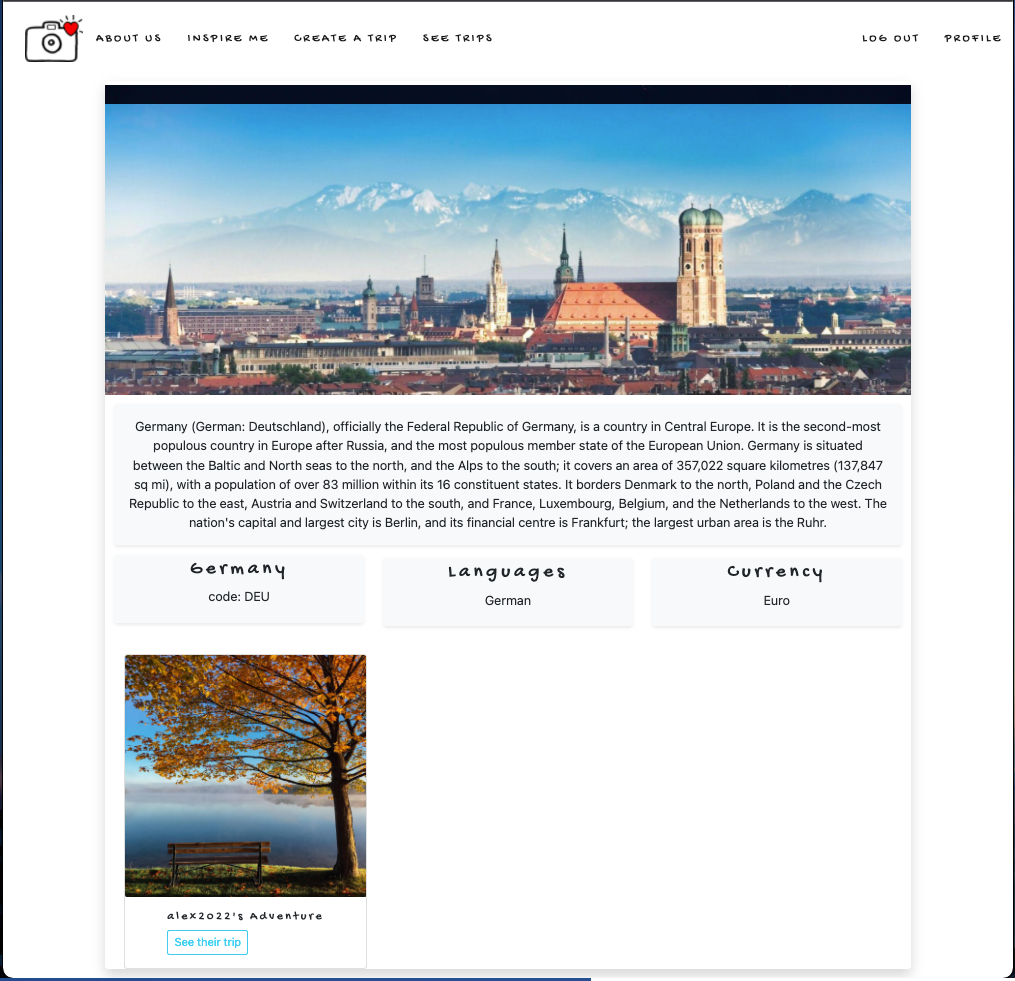 ABOUT US INSPIRE ME CREATE A TRIP SEE TRIPS LOG OUT PROFILE
Germany (German: Deutschland), officially the Federal Republic of Germany, is a country in Central Europe. It is the second-most
populous country in Europe after Russia, and the most populous member state of the European Union. Germany is situated
between the Baltic and North seas to the north, and the Alps to the south; it covers an area of 357,022 square kilometres (137,847
sq mi), with a population of over 83 million within its 16 constituent states. It borders Denmark to the north, Poland and the Czech
Republic to the east, Austria and Switzerland to the south, and France, Luxembourg, Belgium, and the Netherlands to the west. The
nation's capital and largest city is Berlin, and its financial centre is Frankfurt; the largest urban area is the Ruhr.
Germany
code: DEU
Languages
German
Currency
Euro
alex2022's Adventure
See their trip